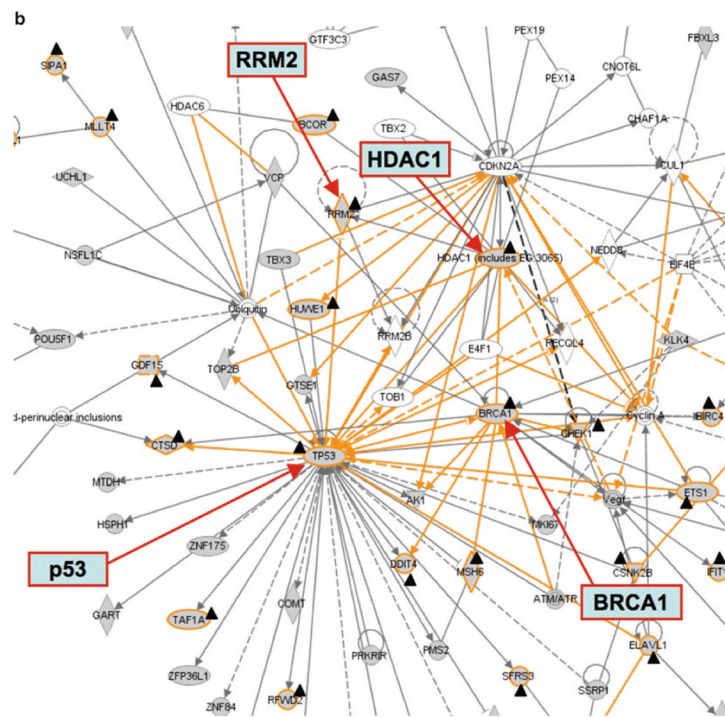 b
PEX19
GTF3C3
FBXL3
RRM2
SIPA1
CNOT6L
GAS7
PEX14
HDAC6
MLLT4
BCOR
TBX2
CHAF1A
HDAC1
CDKN2A
CUL1
UCHL1
VCP
RRM2
NEDD8
NSFL1C
TBX3
HDAC1 (includes EG:3065)
EIF4E
Ubiquitin
HUWE1
POU5F1
RRM2B
E4F1
RECQL4
KLK4
GDF15
TOP2B
GTSE1
TOB1
d-perinuclear inclusions
BRCA1
Cyclin A
BIRC4
CTSD
CHEK1
TP53
MTDH
AK1
Vegf
ETS1
HSPH1
MKI67
ZNF175
p53
DDIT4
MSH6
CSNK2B
IFIT1
GART
COMT
ATM/ATR
BRCA1
TAF1A
PRKRIR
PMS2
ELAVL1
ZFP36L1
SFRS3
RFWD2
SSRP1
ZNF84